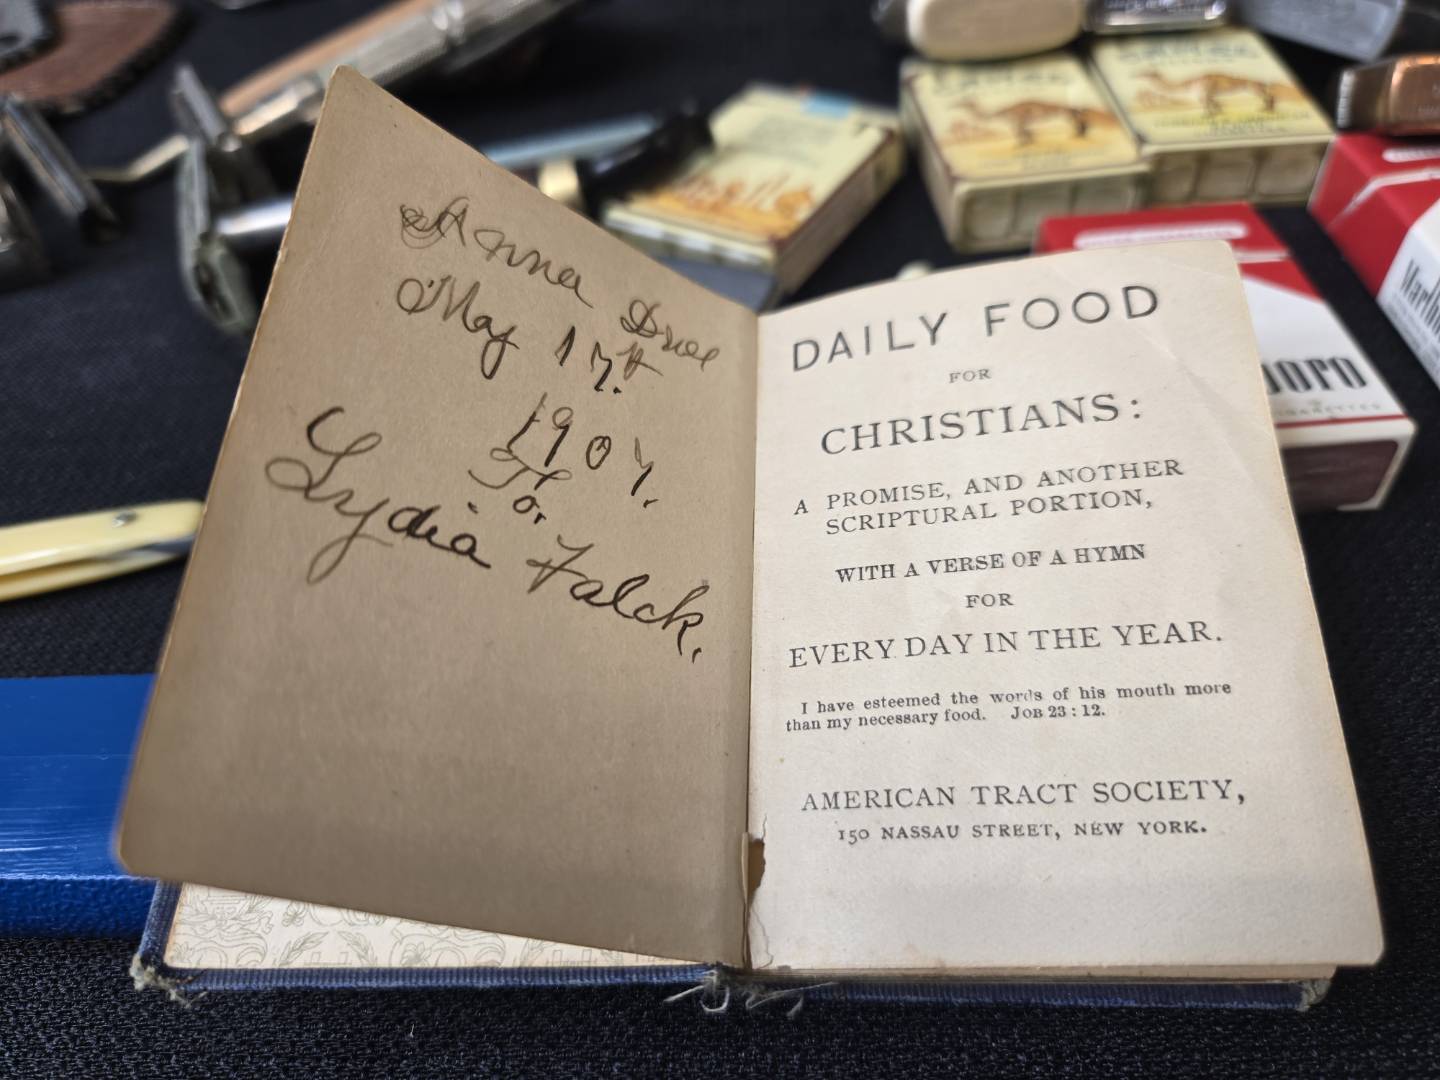 Anna
May 17th.
1907.
To.
Lydia Falck.
DAILY FOOD
FOR
CHRISTIANS:
A PROMISE, AND ANOTHER
SCRIPTURAL PORTION,
WITH A VERSE OF A HYMN
FOR
EVERY DAY IN THE YEAR.
I have esteemed the words of his mouth more
than my necessary food. JOB 23 : 12.
AMERICAN TRACT SOCIETY,
150 NASSAU STREET, NEW YORK.